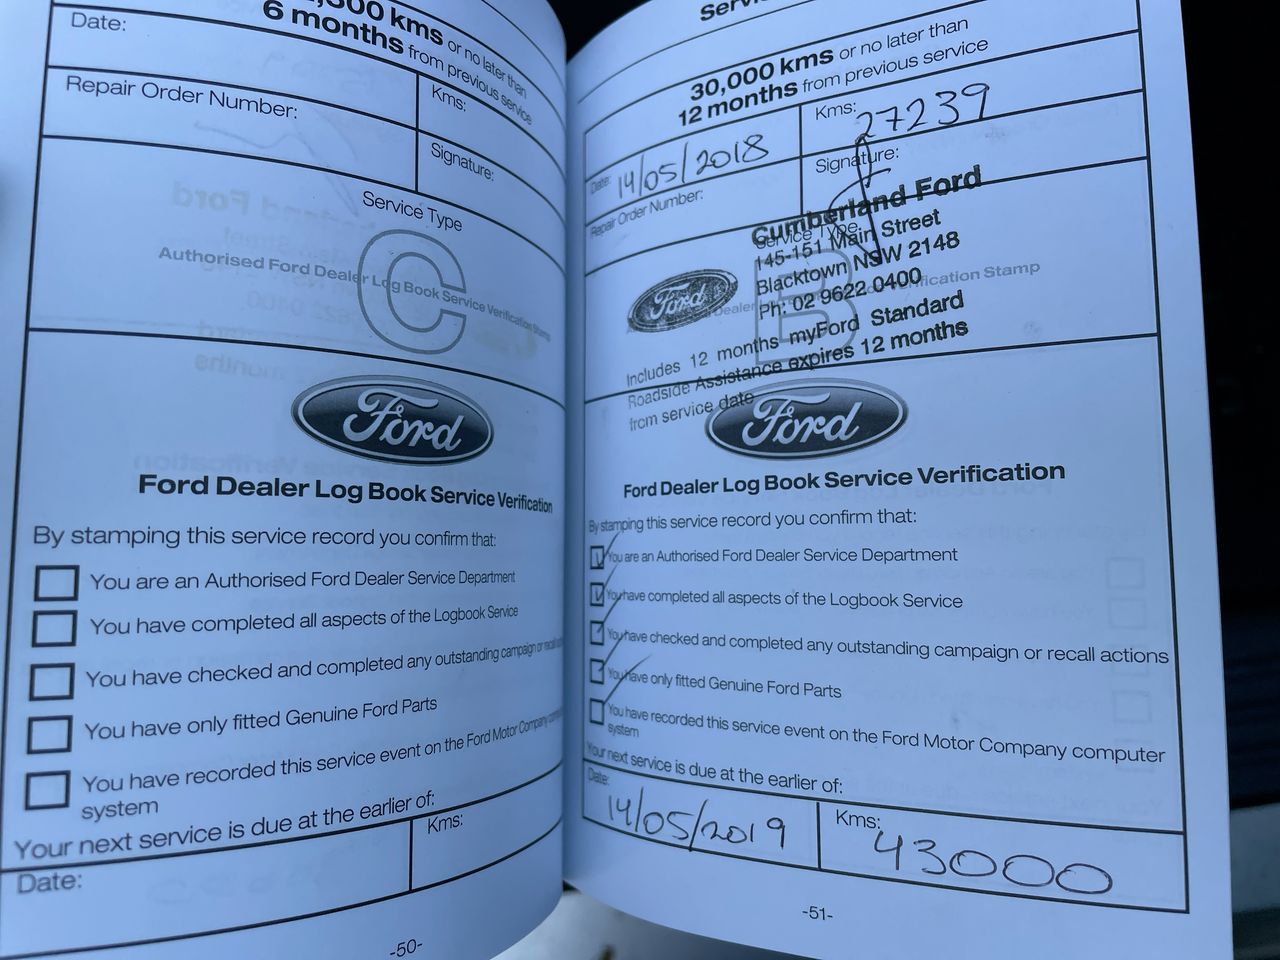 6 months from previous service
kms or no later than
Date:
Repair Order Number:
Kms:
Signature:
Service Type
C
Authorised Ford Dealer Log Book Service Verification Stamp
Ford
Ford Dealer Log Book Service Verification
By stamping this service record you confirm that:
You are an Authorised Ford Dealer Service Department
You have completed all aspects of the Logbook Service
You have checked and completed any outstanding campaign or recall
You have only fitted Genuine Ford Parts
You have recorded this service event on the Ford Motor Company
system
Your next service is due at the earlier of:
Date:
Kms:
-50-
30,000 kms or no later than
12 months from previous service
Date: 14/05/2018
Kms: 27239
Repair Order Number:
Signature:
Cumberland Ford
Service Type
145-151 Main Street
Blacktown NSW 2148
Ph: 02 9622 0400
B
Ford
Dealer
Verification Stamp
Includes 12 months myFord Standard
Roadside Assistance expires 12 months
from service date
Ford
Ford Dealer Log Book Service Verification
By stamping this service record you confirm that:
You are an Authorised Ford Dealer Service Department
You have completed all aspects of the Logbook Service
You have checked and completed any outstanding campaign or recall actions
You have only fitted Genuine Ford Parts
You have recorded this service event on the Ford Motor Company computer
system
Your next service is due at the earlier of:
Date: 14/05/2019
Kms: 43000
-51-